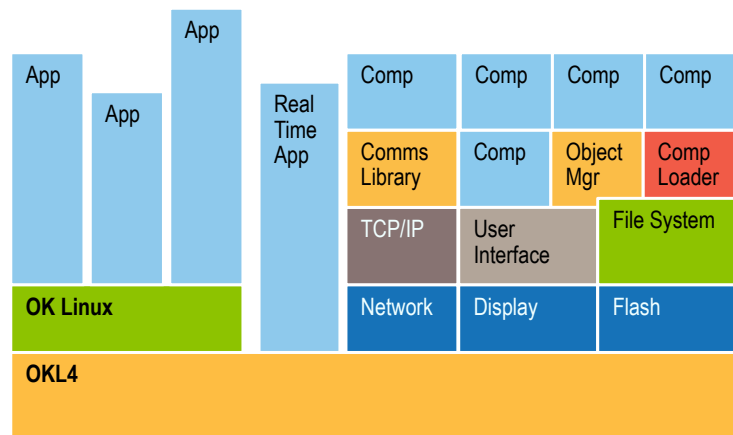 App
App
App
Real
Time
App
Comp
Comp
Comp
Comp
Comms
Library
Comp
Object
Mgr
Comp
Loader
TCP/IP
User
Interface
File System
OK Linux
Network
Display
Flash
OKL4